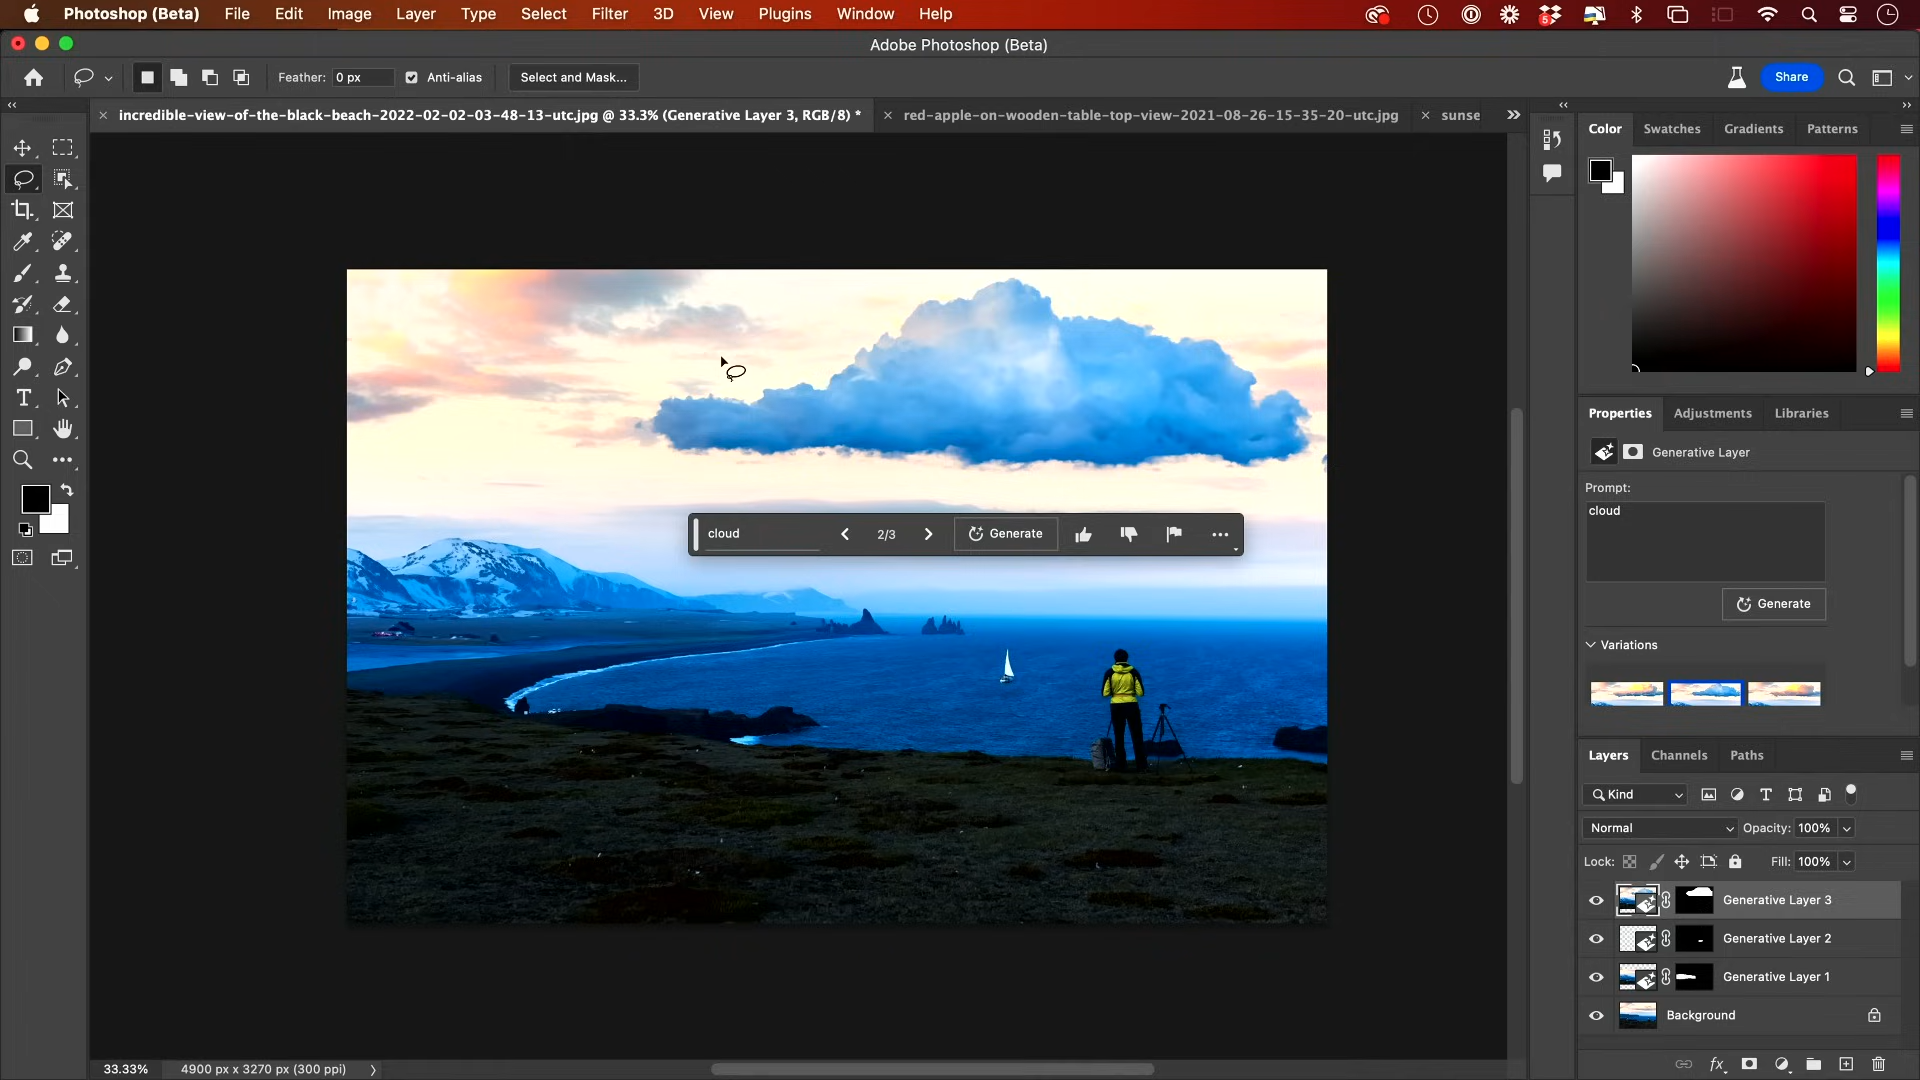 Photoshop (Beta) File Edit Image Layer Type Select Filter 3D View Plugins Window Help
5
Adobe Photoshop (Beta)
Feather: 0 px Anti-alias Select and Mask... Share
incredible-view-of-the-black-beach-2022-02-02-03-48-13-utc.jpg @ 33.3% (Generative Layer 3, RGB/8) * red-apple-on-wooden-table-top-view-2021-08-26-15-35-20-utc.jpg sunse
Color Swatches Gradients Patterns
Properties Adjustments Libraries
Generative Layer
Prompt:
cloud
Generate
Variations
cloud 2/3 Generate
Layers Channels Paths
Kind
Normal Opacity: 100%
Lock: Fill: 100%
Generative Layer 3
Generative Layer 2
Generative Layer 1
Background
fx
33.33% 4900 px x 3270 px (300 ppi)